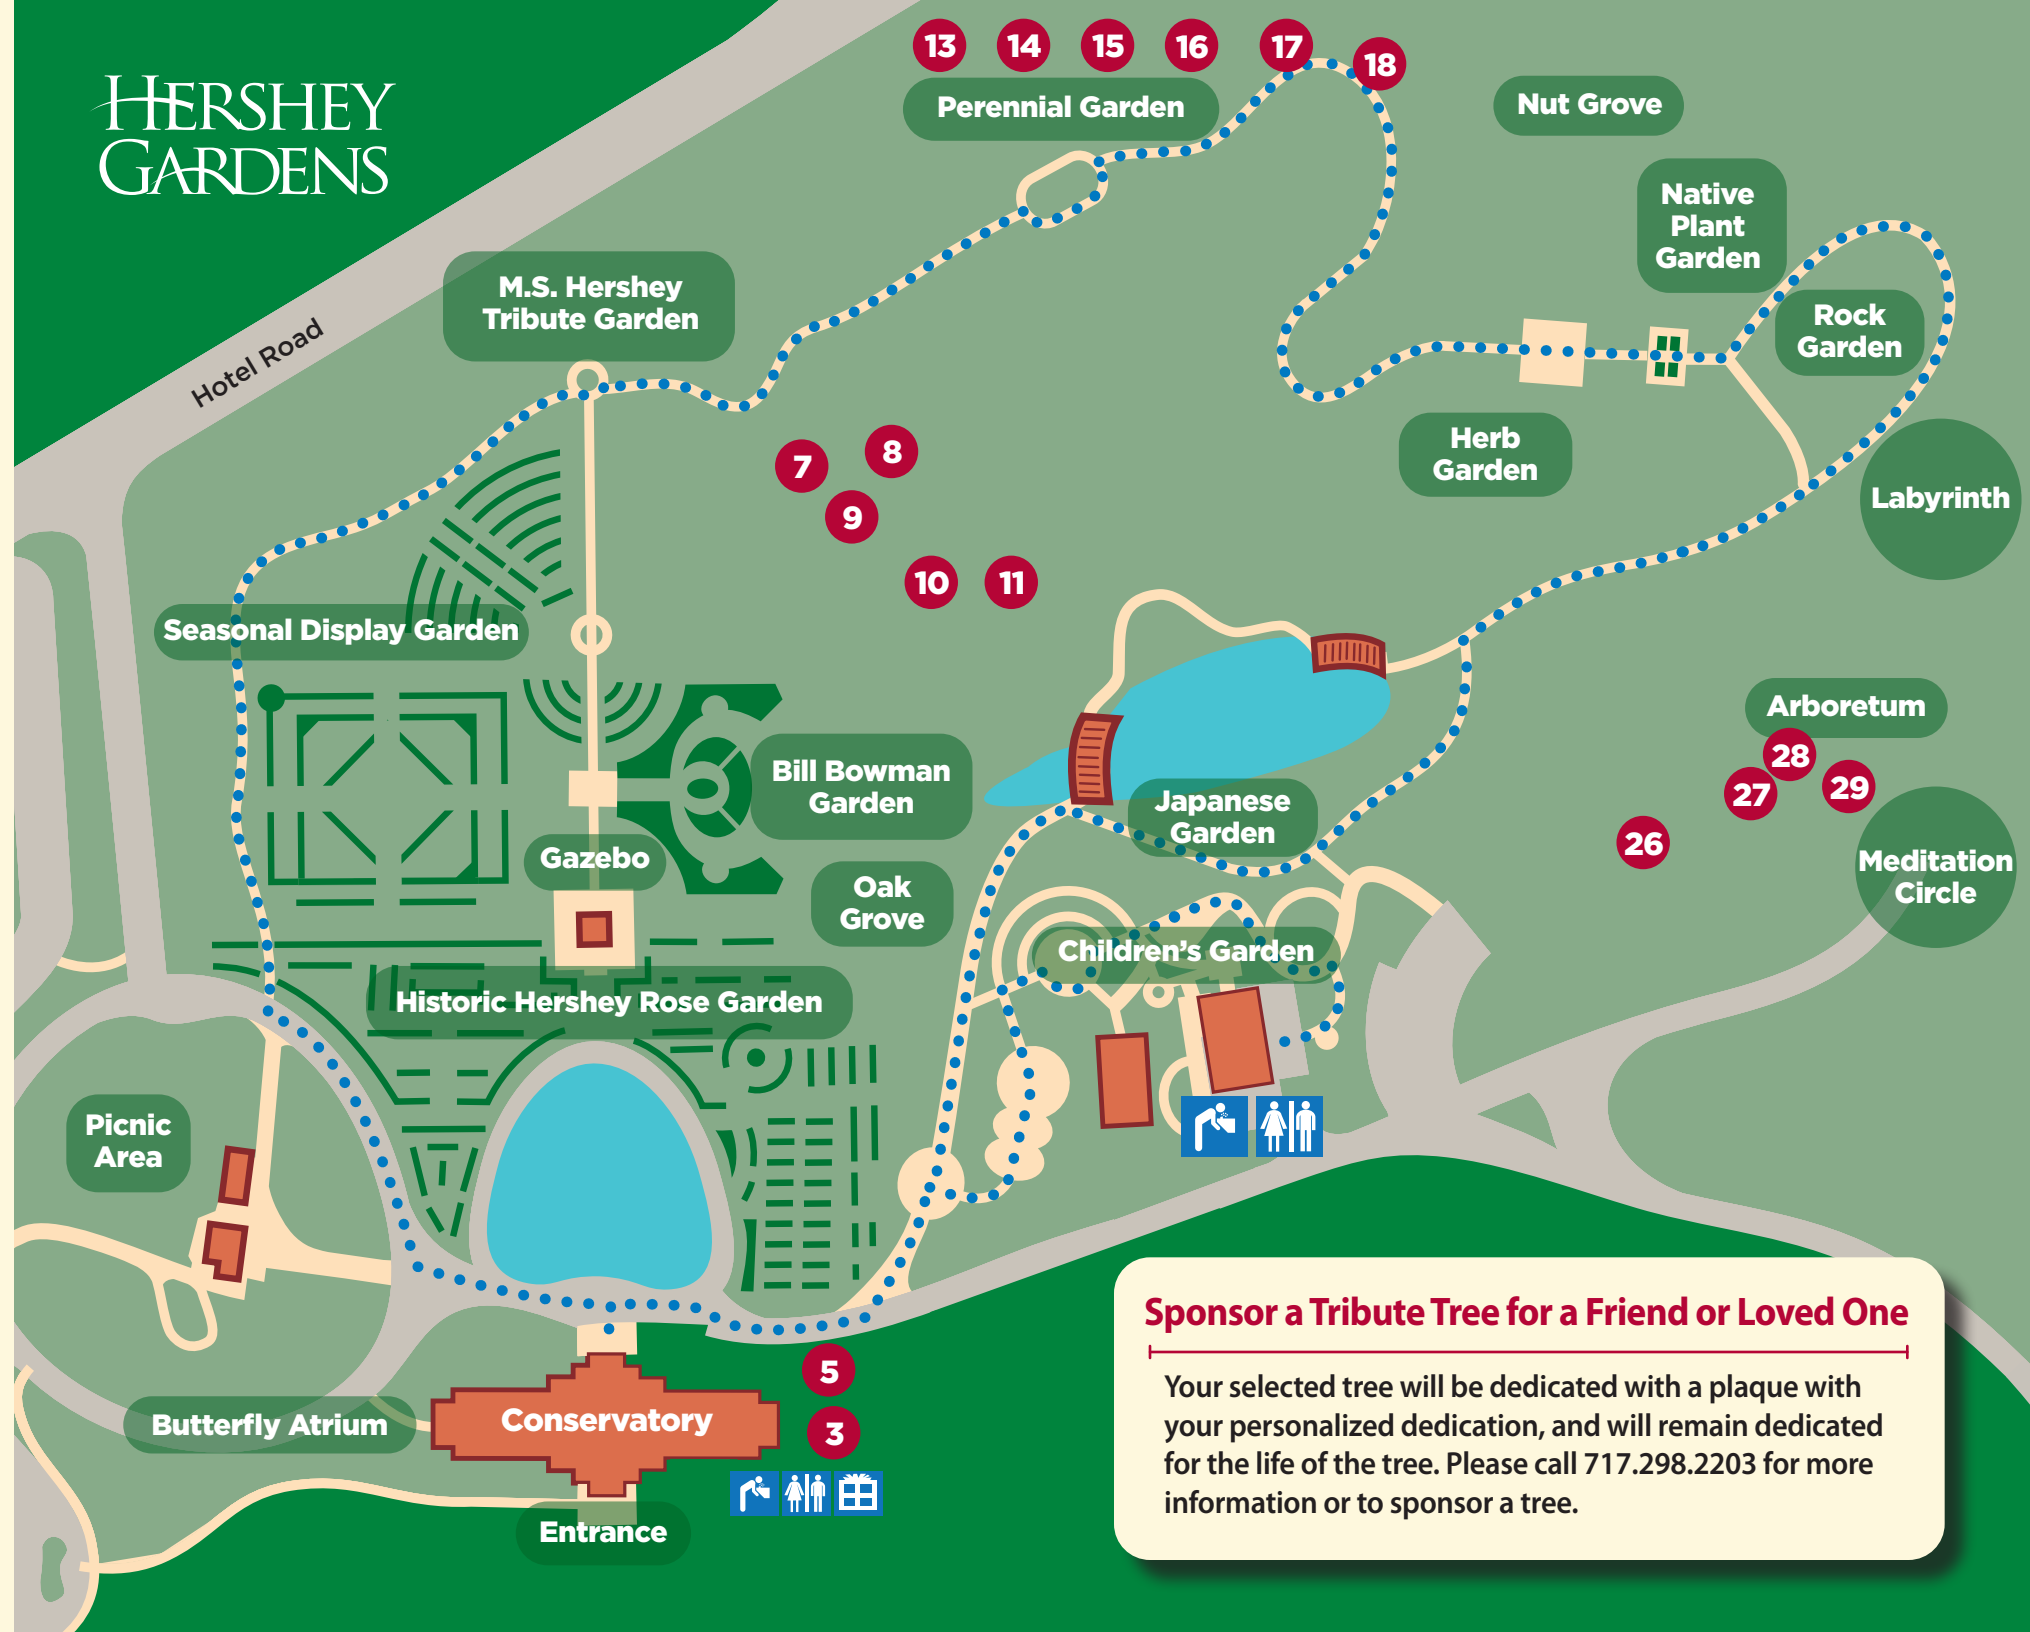 HERSHEY
GARDENS
13 14 15 16 17 18
Perennial Garden
Nut Grove
Native
Plant
Garden
M.S. Hershey
Tribute Garden
Rock
Garden
Hotel Road
7 8
9
10 11
Herb
Garden
Labyrinth
Seasonal Display Garden
Arboretum
28
27 29
26
Bill Bowman
Garden
Japanese
Garden
Gazebo
Oak
Grove
Meditation
Circle
Children's Garden
Historic Hershey Rose Garden
Picnic
Area
5
3
Butterfly Atrium
Conservatory
Entrance
Sponsor a Tribute Tree for a Friend or Loved One
Your selected tree will be dedicated with a plaque with
your personalized dedication, and will remain dedicated
for the life of the tree. Please call 717.298.2203 for more
information or to sponsor a tree.